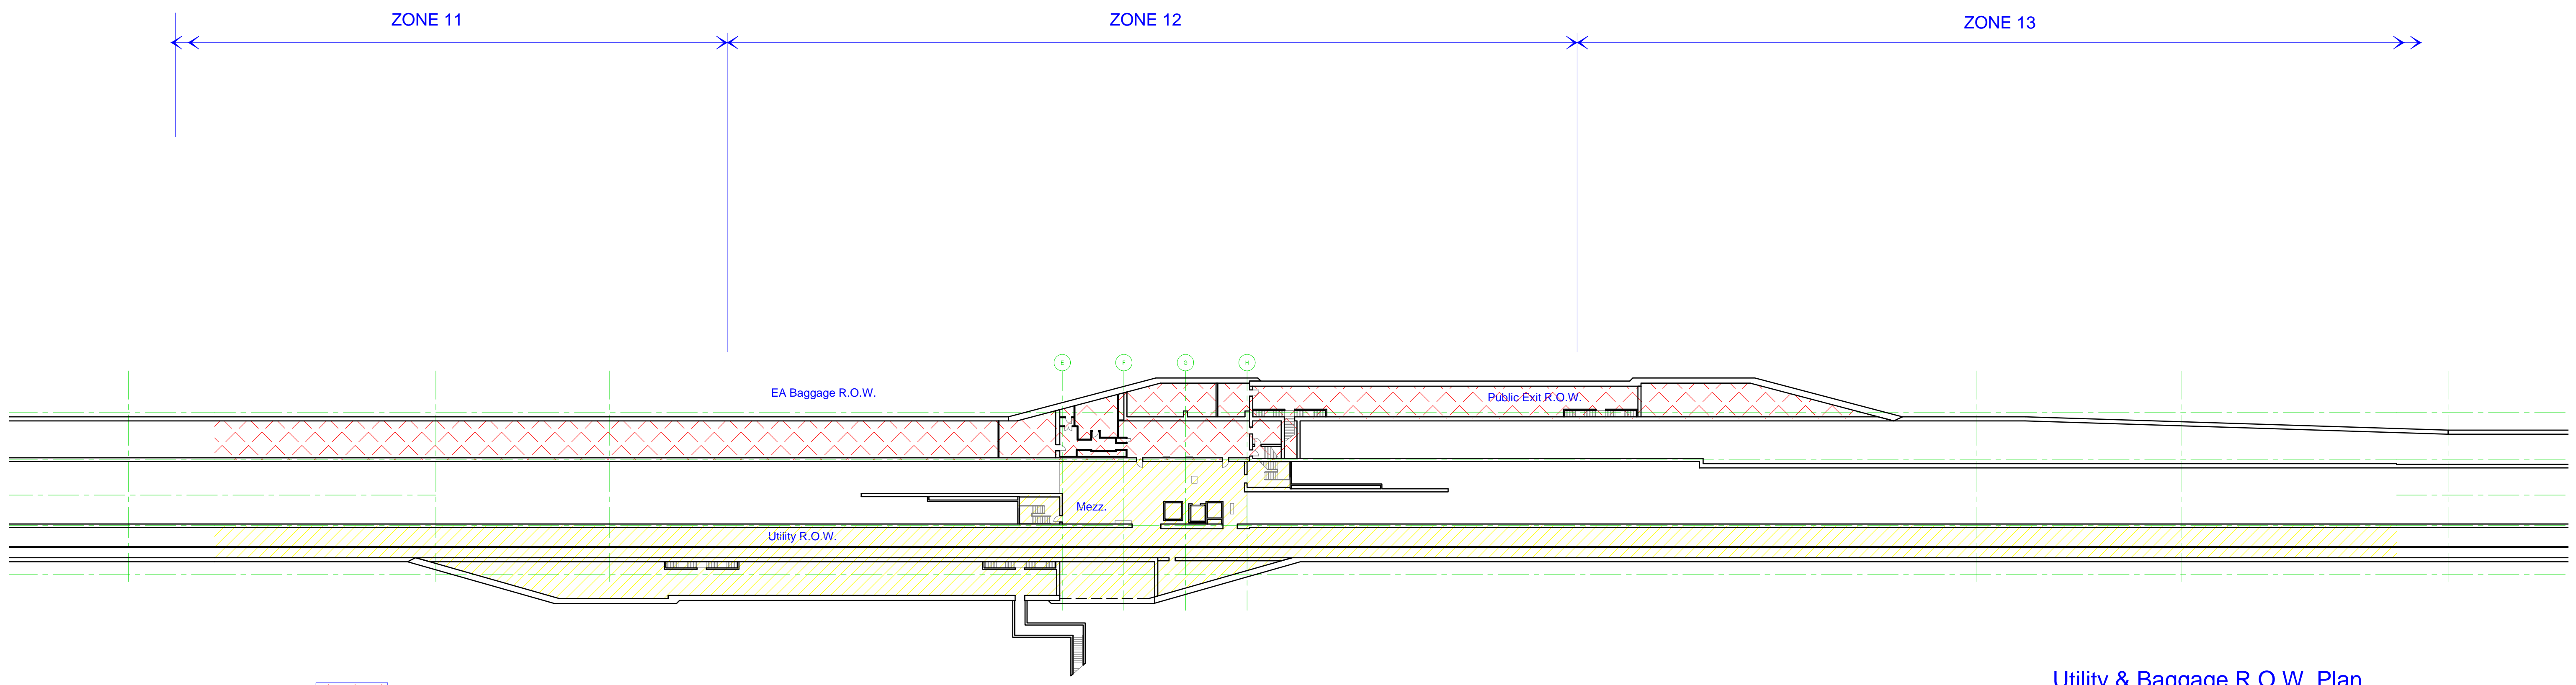 ZONE 11
ZONE 12
ZONE 13
E
F
G
H
EA Baggage R.O.W.
Public Exit R.O.W.
Mezz.
Utility R.O.W.
Utility & Baggage R.O.W. Plan